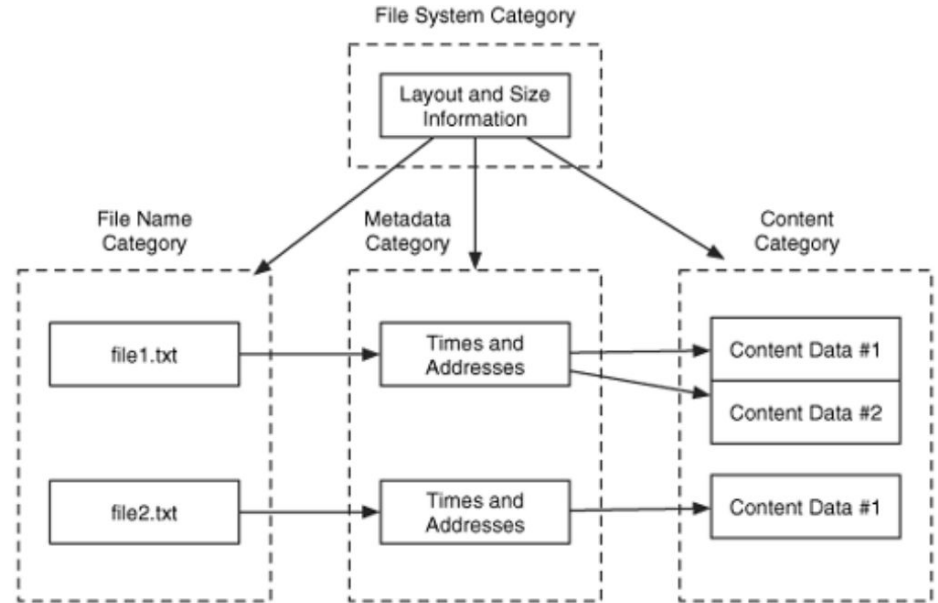 File System Category
Layout and Size
Information
File Name
Category
Metadata
Category
Content
Category
file1.txt
Times and
Addresses
Content Data #1
Content Data #2
file2.txt
Times and
Addresses
Content Data #1